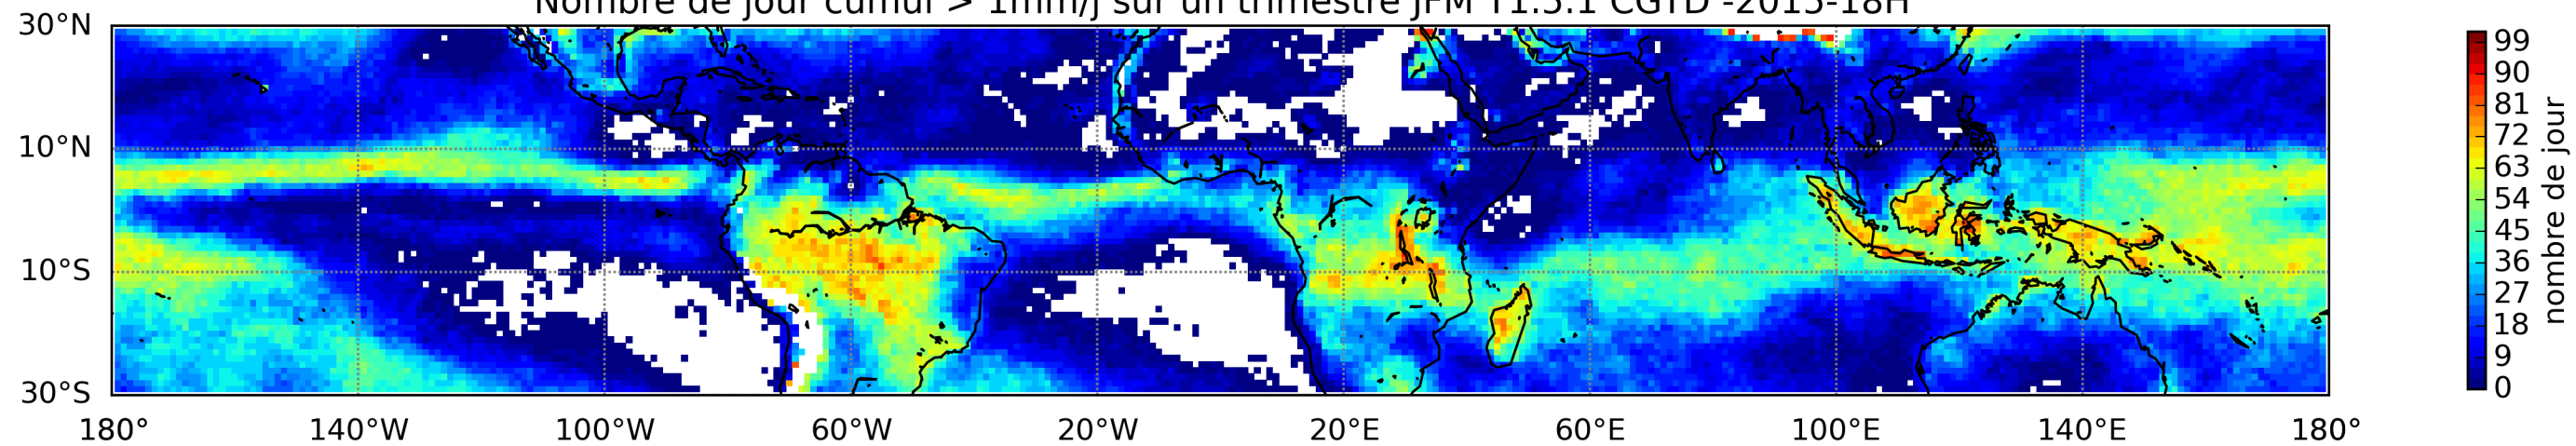 Nombre de jour cumul > 1mm/j sur un trimestre JFM T1.5.1 CGTD -2015-18H
30°N
10°N
10°S
30°S
180° 140°W 100°W 60°W 20°W 20°E 60°E 100°E 140°E 180°
99
90
81
72
63
54
45
36
27
18
9
0
nombre de jour